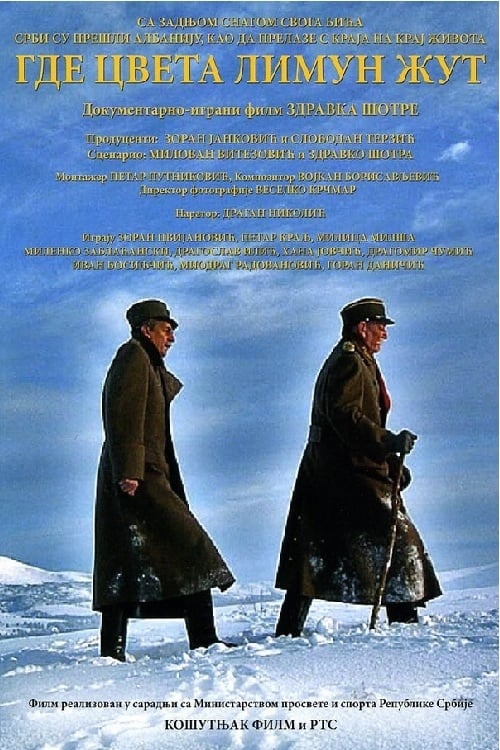 СА ЗАДЊОМ СНАГОМ СВОГА БИЋА
СРБИ СУ ПРЕШЛИ АЛБАНИЈУ, КАО ДА ПРЕЛАЗЕ С КРАЈА НА КРАЈ ЖИВОТА
ГДЕ ЦВЕТА ЛИМУН ЖУТ
Документарно-играни филм ЗДРАВКА ШОТРЕ
Продуценти: ЗОРАН ЈАНКОВИЋ и СЛОБОДАН ТЕРЗИЋ
Сценарио: МИЛОВАН ВИТЕЗОВИЋ и ЗДРАВКО ШОТРА
Монтажер ПЕТАР ПУТНИКОВИЋ, Композитор ВОЈКАН БОРИСАВЉЕВИЋ
Директор фотографије ВЕСЕЛКО КРЧМАР
Наратор: ДРАГАН НИКОЛИЋ
Играју ЗОРАН ЦВИЈАНОВИЋ, ПЕТАР КРАЉ, МИЛИЦА МИЛША
МИЛЕНКО ЗАБЛАЋАНСКИ, ДРАГОСЛАВ ИЛИЋ, ХАНА ЈОВЧИЋ, ДРАГОМИР ЧУМИЋ
ИВАН БОСИЉЧИЋ, МИОДРАГ РАДОВАНОВИЋ, ГОРАН ДАНИЧИЋ
Филм реализован у сарадњи са Министарством просвете и спорта Републике Србије
КОШУТЊАК ФИЛМ и РТС